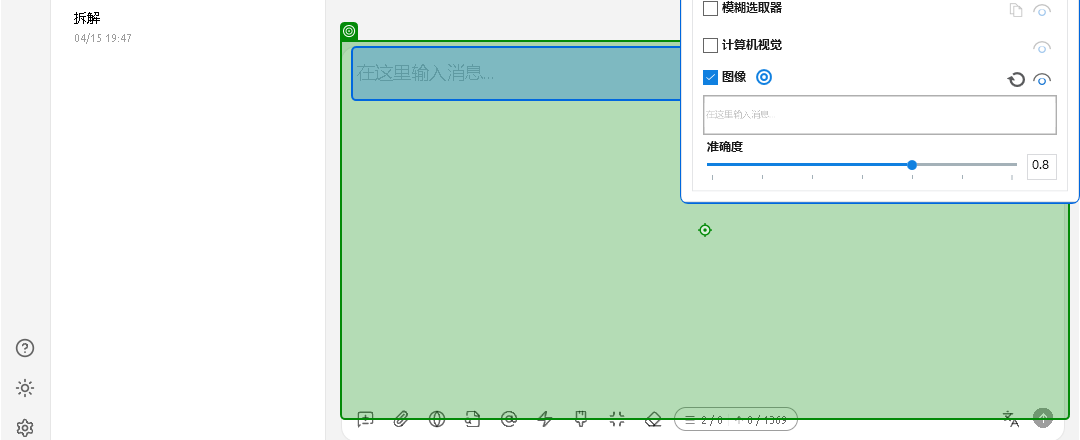 拆解
04/15 19:47
在这里输入消息...
模糊选取器
计算机视觉
图像
在这里输入消息...
准确度
0.8
2 / 0 ↑ 0 / 1369